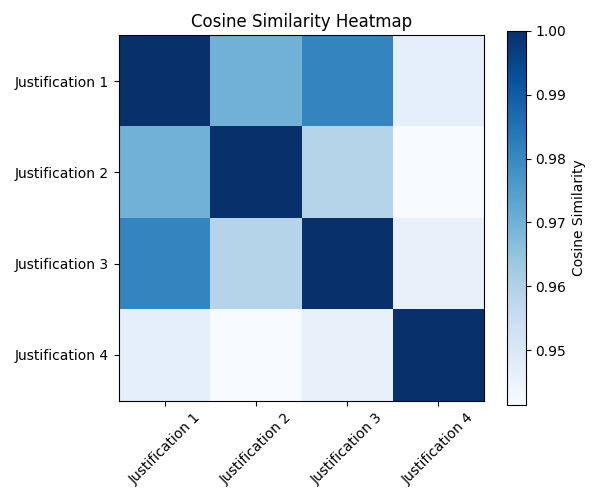 Cosine Similarity Heatmap
Justification 1
Justification 2
Justification 3
Justification 4
Justification 1
Justification 2
Justification 3
Justification 4
1.00
0.99
0.98
0.97
0.96
0.95
Cosine Similarity